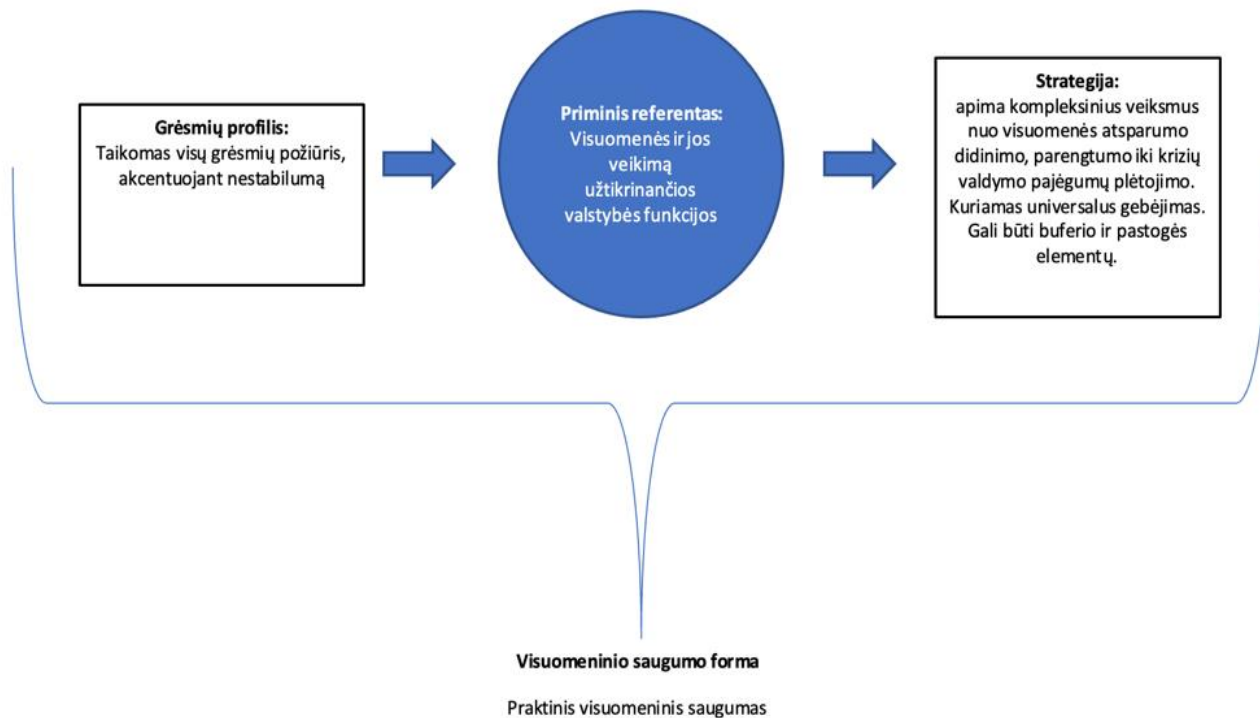 Grėsmių profilis:
Taikomas visų grėsmių požiūris,
akcentuojant nestabilumą
Priminis referentas:
Visuomenės ir jos
veikimą
užtikrinančios
valstybės funkcijos
Strategija:
apima kompleksinius veiksmus
nuo visuomenės atsparumo
didinimo, parengtumo iki krizių
valdymo pajėgumų plėtojimo.
Kuriamas universalus gebėjimas.
Gali būti buferio ir pastogės
elementų.
Visuomeninio saugumo forma
Praktinis visuomeninis saugumas